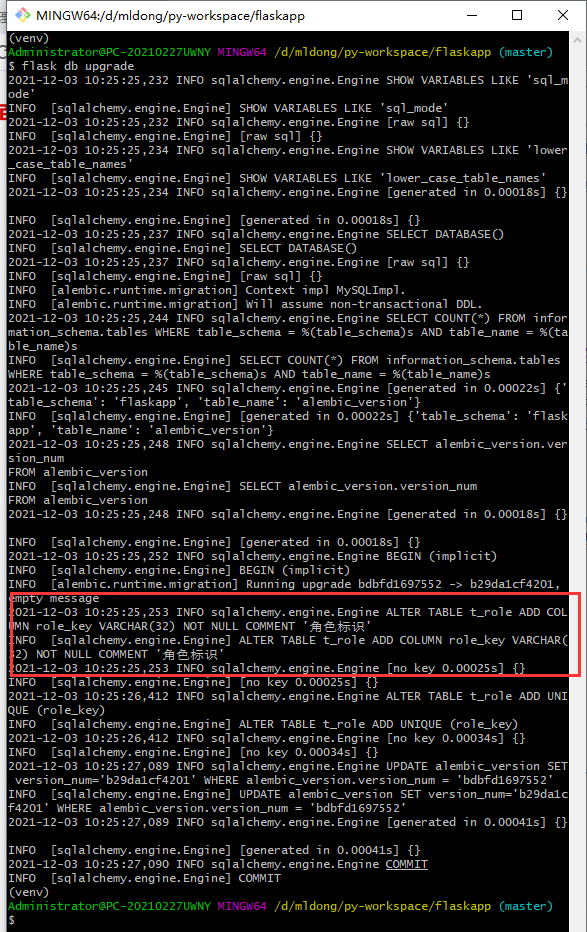 MINGW64:/d/mldong/py-workspace/flaskapp
(venv)
Administrator@PC-20210227UWNY MINGW64 /d/mldong/py-workspace/flaskapp (master)
$ flask db upgrade
2021-12-03 10:25:25,232 INFO sqlalchemy.engine.Engine SHOW VARIABLES LIKE 'sql_m
ode'
INFO  [sqlalchemy.engine.Engine] SHOW VARIABLES LIKE 'sql_mode'
2021-12-03 10:25:25,232 INFO sqlalchemy.engine.Engine [raw sql] {}
INFO  [sqlalchemy.engine.Engine] [raw sql] {}
2021-12-03 10:25:25,234 INFO sqlalchemy.engine.Engine SHOW VARIABLES LIKE 'lower
_case_table_names'
INFO  [sqlalchemy.engine.Engine] SHOW VARIABLES LIKE 'lower_case_table_names'
2021-12-03 10:25:25,234 INFO sqlalchemy.engine.Engine [generated in 0.00018s] {}
INFO  [sqlalchemy.engine.Engine] [generated in 0.00018s] {}
2021-12-03 10:25:25,237 INFO sqlalchemy.engine.Engine SELECT DATABASE()
INFO  [sqlalchemy.engine.Engine] SELECT DATABASE()
2021-12-03 10:25:25,237 INFO sqlalchemy.engine.Engine [raw sql] {}
INFO  [sqlalchemy.engine.Engine] [raw sql] {}
INFO  [alembic.runtime.migration] Context impl MySQLImpl.
INFO  [alembic.runtime.migration] Will assume non-transactional DDL.
2021-12-03 10:25:25,244 INFO sqlalchemy.engine.Engine SELECT COUNT(*) FROM infor
mation_schema.tables WHERE table_schema = %(table_schema)s AND table_name = %(ta
ble_name)s
INFO  [sqlalchemy.engine.Engine] SELECT COUNT(*) FROM information_schema.tables
WHERE table_schema = %(table_schema)s AND table_name = %(table_name)s
2021-12-03 10:25:25,245 INFO sqlalchemy.engine.Engine [generated in 0.00022s] {'
table_schema': 'flaskapp', 'table_name': 'alembic_version'}
INFO  [sqlalchemy.engine.Engine] [generated in 0.00022s] {'table_schema': 'flask
app', 'table_name': 'alembic_version'}
2021-12-03 10:25:25,248 INFO sqlalchemy.engine.Engine SELECT alembic_version.ver
sion_num
FROM alembic_version
INFO  [sqlalchemy.engine.Engine] SELECT alembic_version.version_num
FROM alembic_version
2021-12-03 10:25:25,248 INFO sqlalchemy.engine.Engine [generated in 0.00018s] {}
INFO  [sqlalchemy.engine.Engine] [generated in 0.00018s] {}
2021-12-03 10:25:25,252 INFO sqlalchemy.engine.Engine BEGIN (implicit)
INFO  [sqlalchemy.engine.Engine] BEGIN (implicit)
INFO  [alembic.runtime.migration] Running upgrade bdbfd1697552 -> b29da1cf4201,
empty message
2021-12-03 10:25:25,253 INFO sqlalchemy.engine.Engine ALTER TABLE t_role ADD COL
UMN role_key VARCHAR(32) NOT NULL COMMENT '角色标识'
INFO  [sqlalchemy.engine.Engine] ALTER TABLE t_role ADD COLUMN role_key VARCHAR(
32) NOT NULL COMMENT '角色标识'
2021-12-03 10:25:25,253 INFO sqlalchemy.engine.Engine [no key 0.00025s] {}
INFO  [sqlalchemy.engine.Engine] [no key 0.00025s] {}
2021-12-03 10:25:26,412 INFO sqlalchemy.engine.Engine ALTER TABLE t_role ADD UNI
QUE (role_key)
INFO  [sqlalchemy.engine.Engine] ALTER TABLE t_role ADD UNIQUE (role_key)
2021-12-03 10:25:26,412 INFO sqlalchemy.engine.Engine [no key 0.00034s] {}
INFO  [sqlalchemy.engine.Engine] [no key 0.00034s] {}
2021-12-03 10:25:27,089 INFO sqlalchemy.engine.Engine UPDATE alembic_version SET
 version_num='b29da1cf4201' WHERE alembic_version.version_num = 'bdbfd1697552'
INFO  [sqlalchemy.engine.Engine] UPDATE alembic_version SET version_num='b29da1c
f4201' WHERE alembic_version.version_num = 'bdbfd1697552'
2021-12-03 10:25:27,089 INFO sqlalchemy.engine.Engine [generated in 0.00041s] {}
INFO  [sqlalchemy.engine.Engine] [generated in 0.00041s] {}
2021-12-03 10:25:27,090 INFO sqlalchemy.engine.Engine COMMIT
INFO  [sqlalchemy.engine.Engine] COMMIT
(venv)
Administrator@PC-20210227UWNY MINGW64 /d/mldong/py-workspace/flaskapp (master)
$